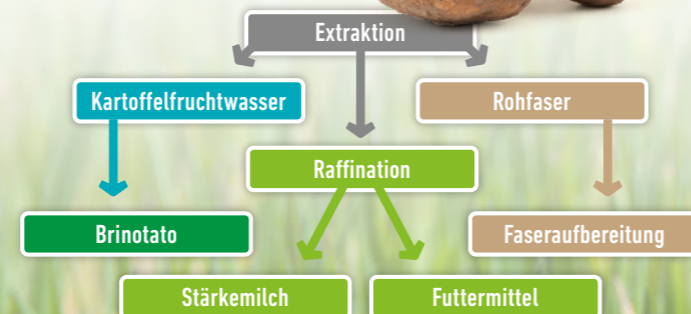 Extraktion
Kartoffelfruchtwasser
Rohfaser
Raffination
Brinotato
Faseraufbereitung
Stärkemilch
Futtermittel